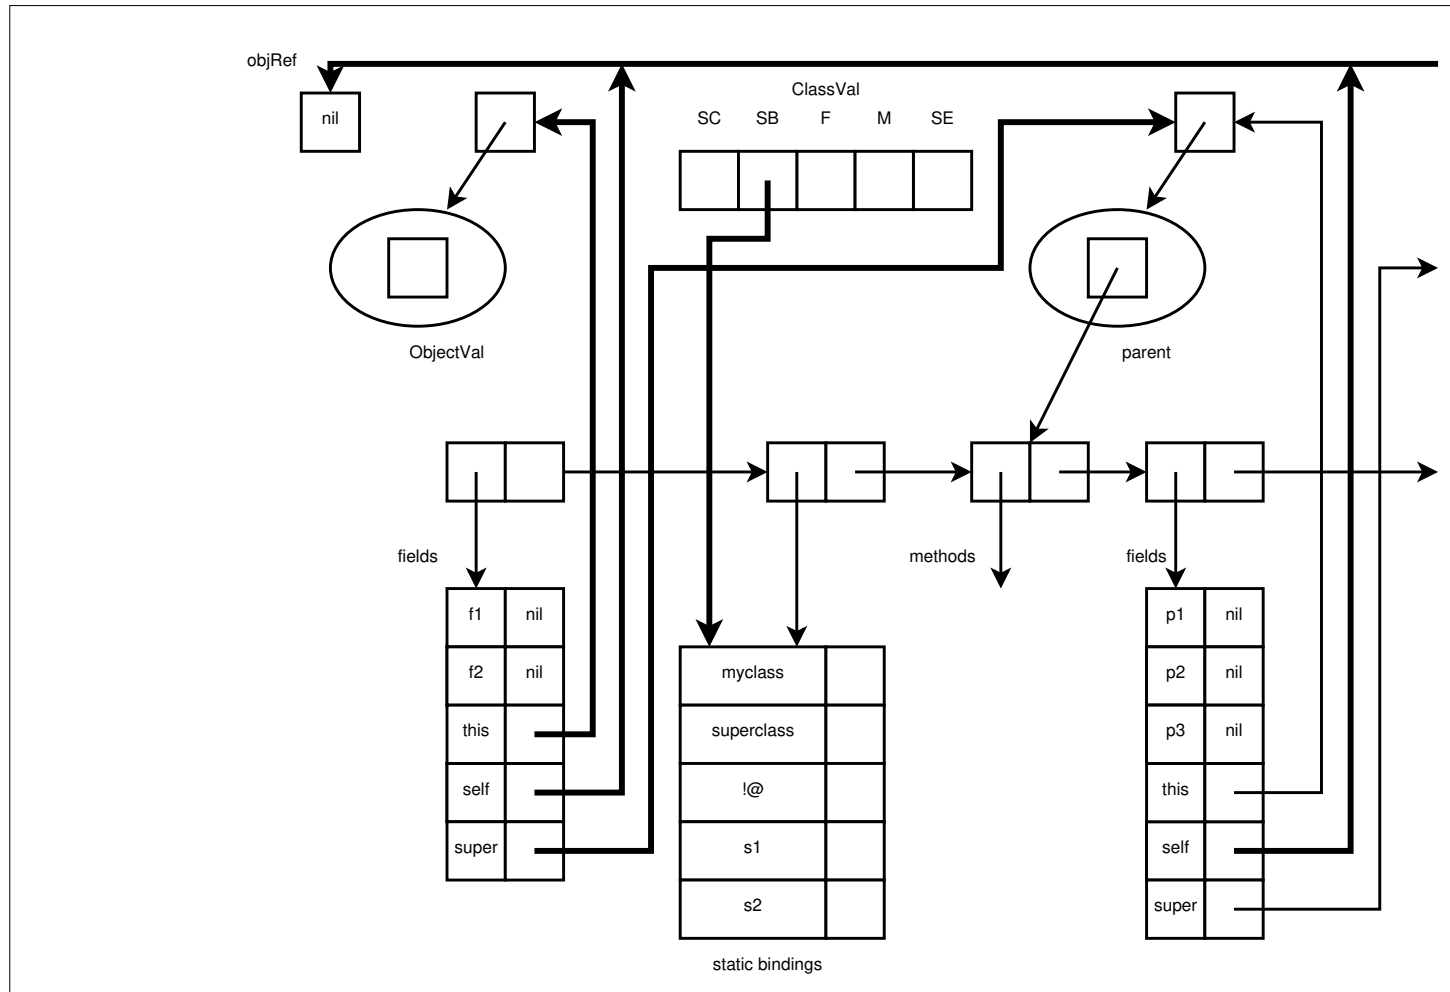 objRef
ClassVal
nil
SC SB F M SE
ObjectVal
parent
fields
methods
fields
f1 nil
p1 nil
f2 nil
myclass
p2 nil
this
superclass
p3 nil
self
!@
this
super
s1
self
s2
super
static bindings